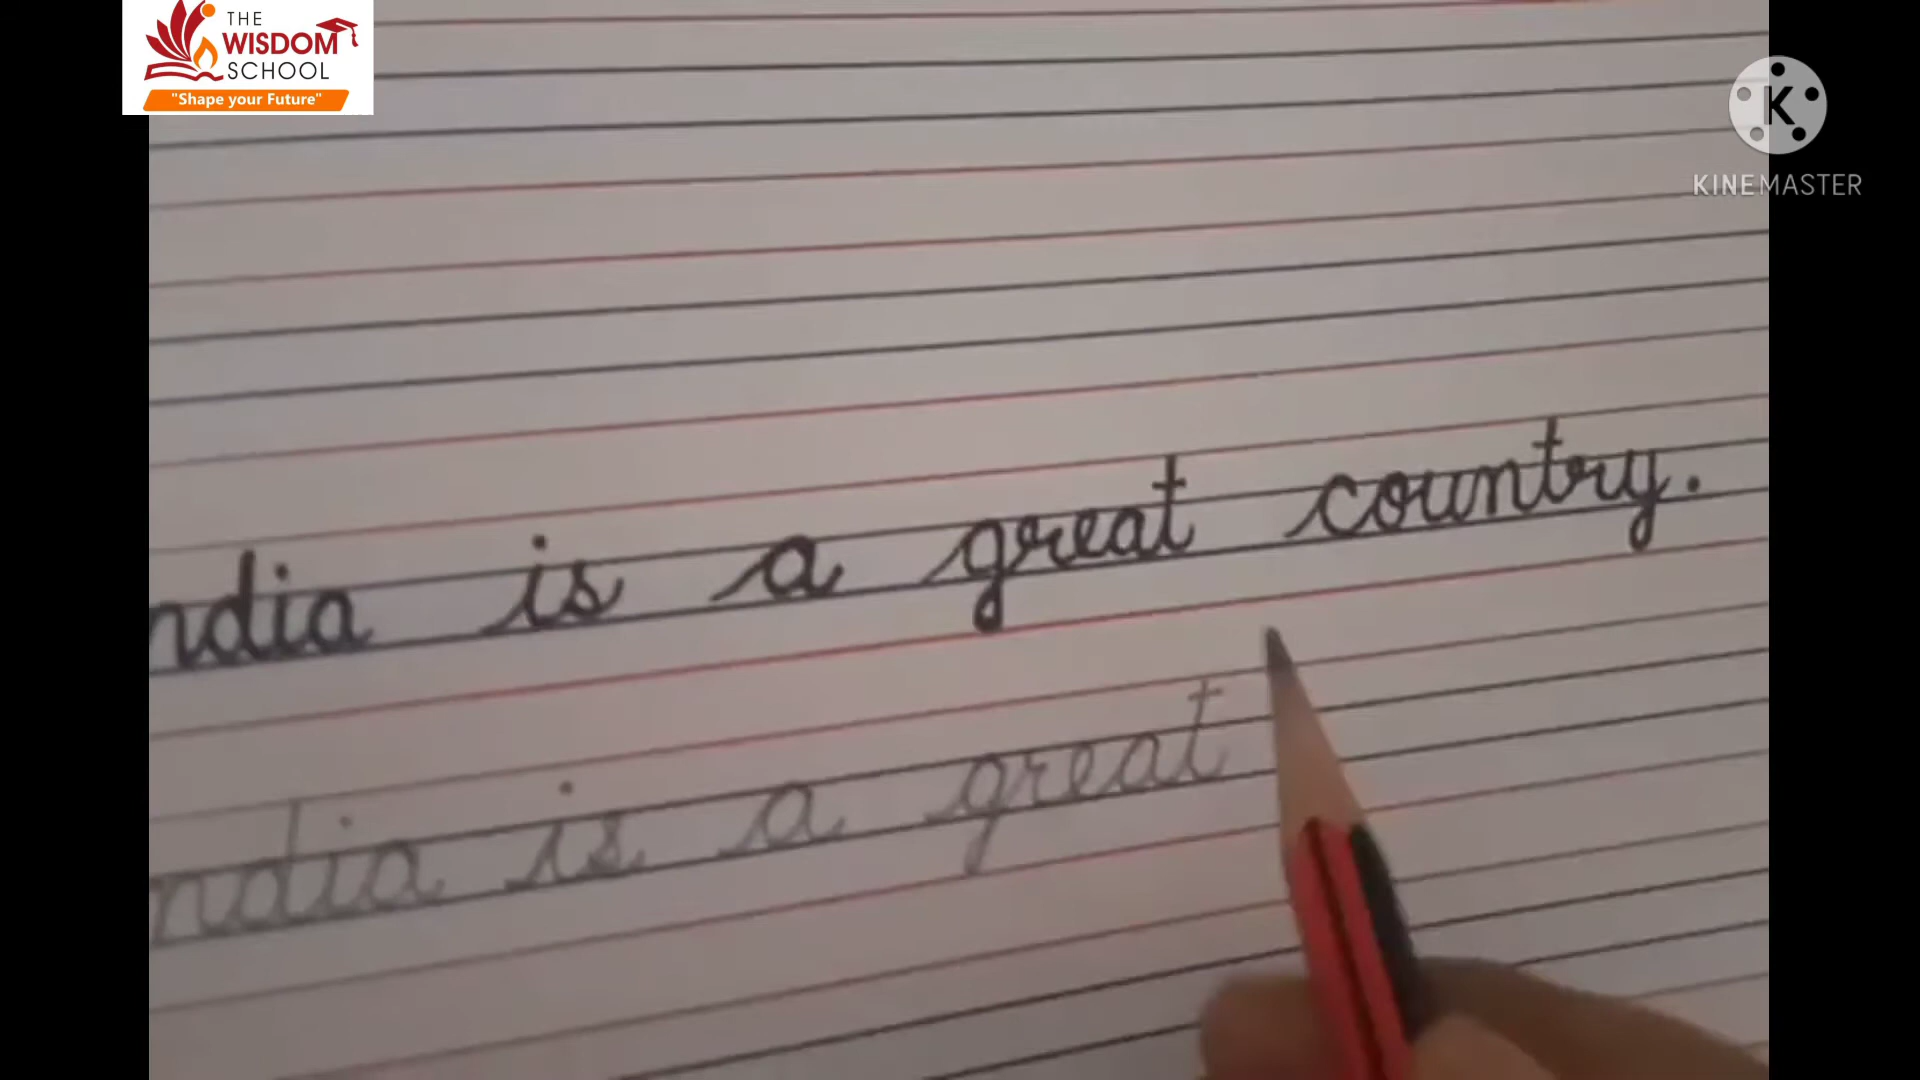 THE
WISDOM
SCHOOL
"Shape your Future"
K
KINEMASTER
ndia is a great country.
ndia is a great